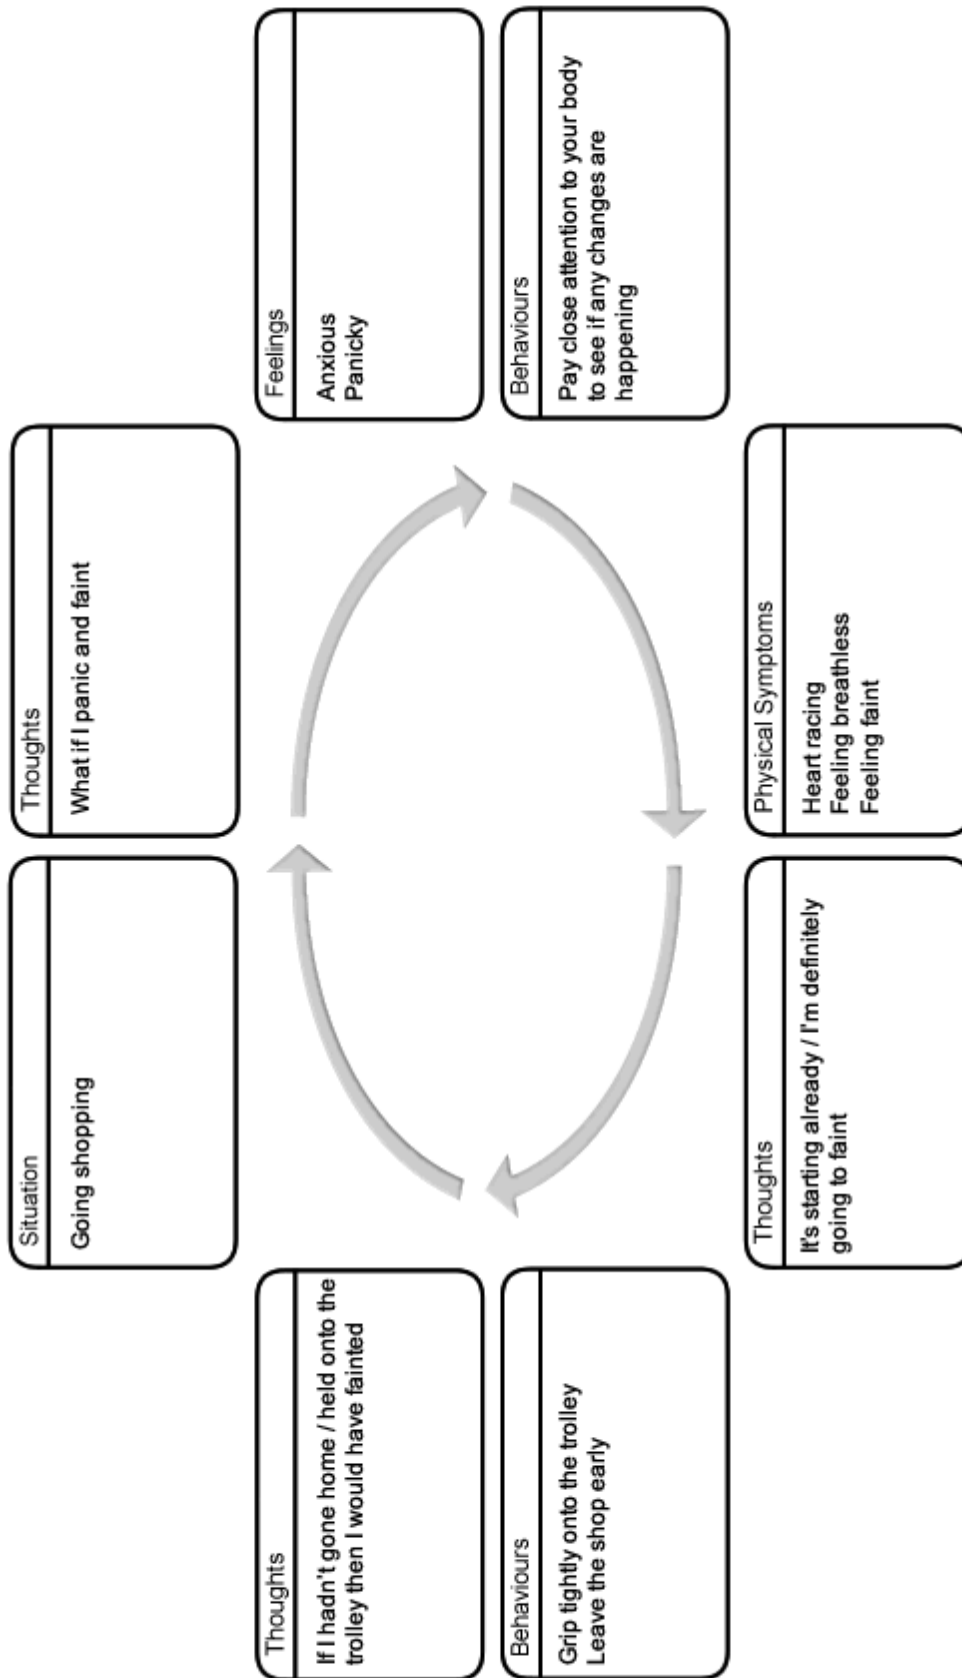 Situation
Going shopping
Thoughts
What if I panic and faint
Feelings
Anxious
Panicky
Behaviours
Pay close attention to your body
to see if any changes are
happening
Physical Symptoms
Heart racing
Feeling breathless
Feeling faint
Thoughts
It's starting already / I'm definitely
going to faint
Behaviours
Grip tightly onto the trolley
Leave the shop early
Thoughts
If I hadn't gone home / held onto the
trolley then I would have fainted